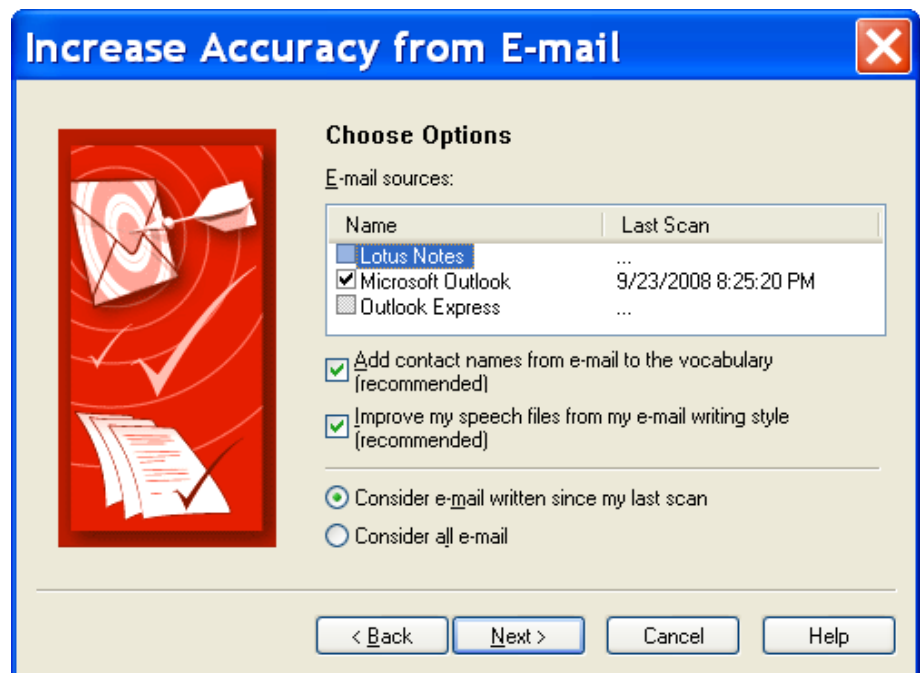 Increase Accuracy from E-mail
Choose Options
E-mail sources:
Name Last Scan
Lotus Notes ...
Microsoft Outlook 9/23/2008 8:25:20 PM
Outlook Express ...
Add contact names from e-mail to the vocabulary
(recommended)
Improve my speech files from my e-mail writing style
(recommended)
Consider e-mail written since my last scan
Consider all e-mail
< Back Next > Cancel Help